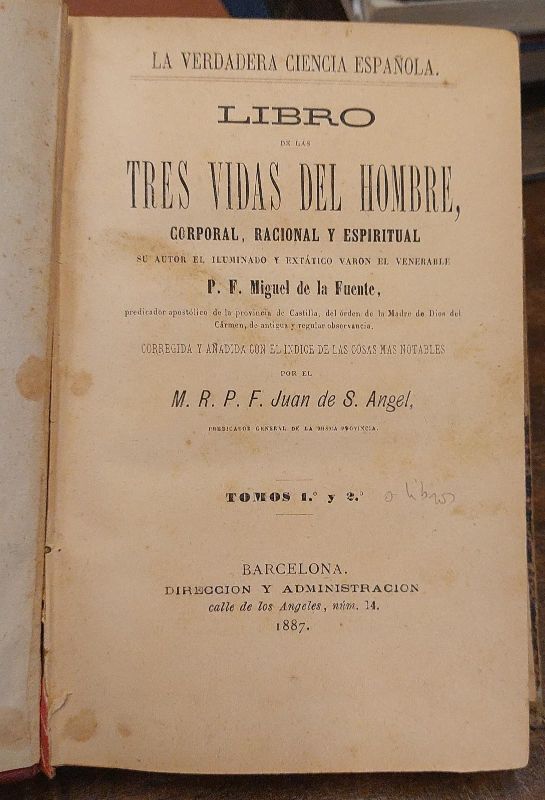 LA VERDADERA CIENCIA ESPAÑOLA.
LIBRO
DE LAS
TRES VIDAS DEL HOMBRE,
CORPORAL, RACIONAL Y ESPIRITUAL
SU AUTOR EL ILUMINADO Y EXTÁTICO VARON EL VENERABLE
P. F. Miguel de la Fuente,
predicador apostólico de la provincia de Castilla, del órden de la Madre de Dios del
Cármen, de antigua y regular observancia.
CORREGIDA Y AÑADIDA CON EL INDICE DE LAS COSAS MAS NOTABLES
POR EL
M. R. P. F. Juan de S. Angel,
PREDICADOR GENERAL DE LA MISMA PROVINCIA.
TOMOS 1.º y 2.º o libros
BARCELONA.
DIRECCION Y ADMINISTRACION
calle de los Angeles, núm. 14.
1887.